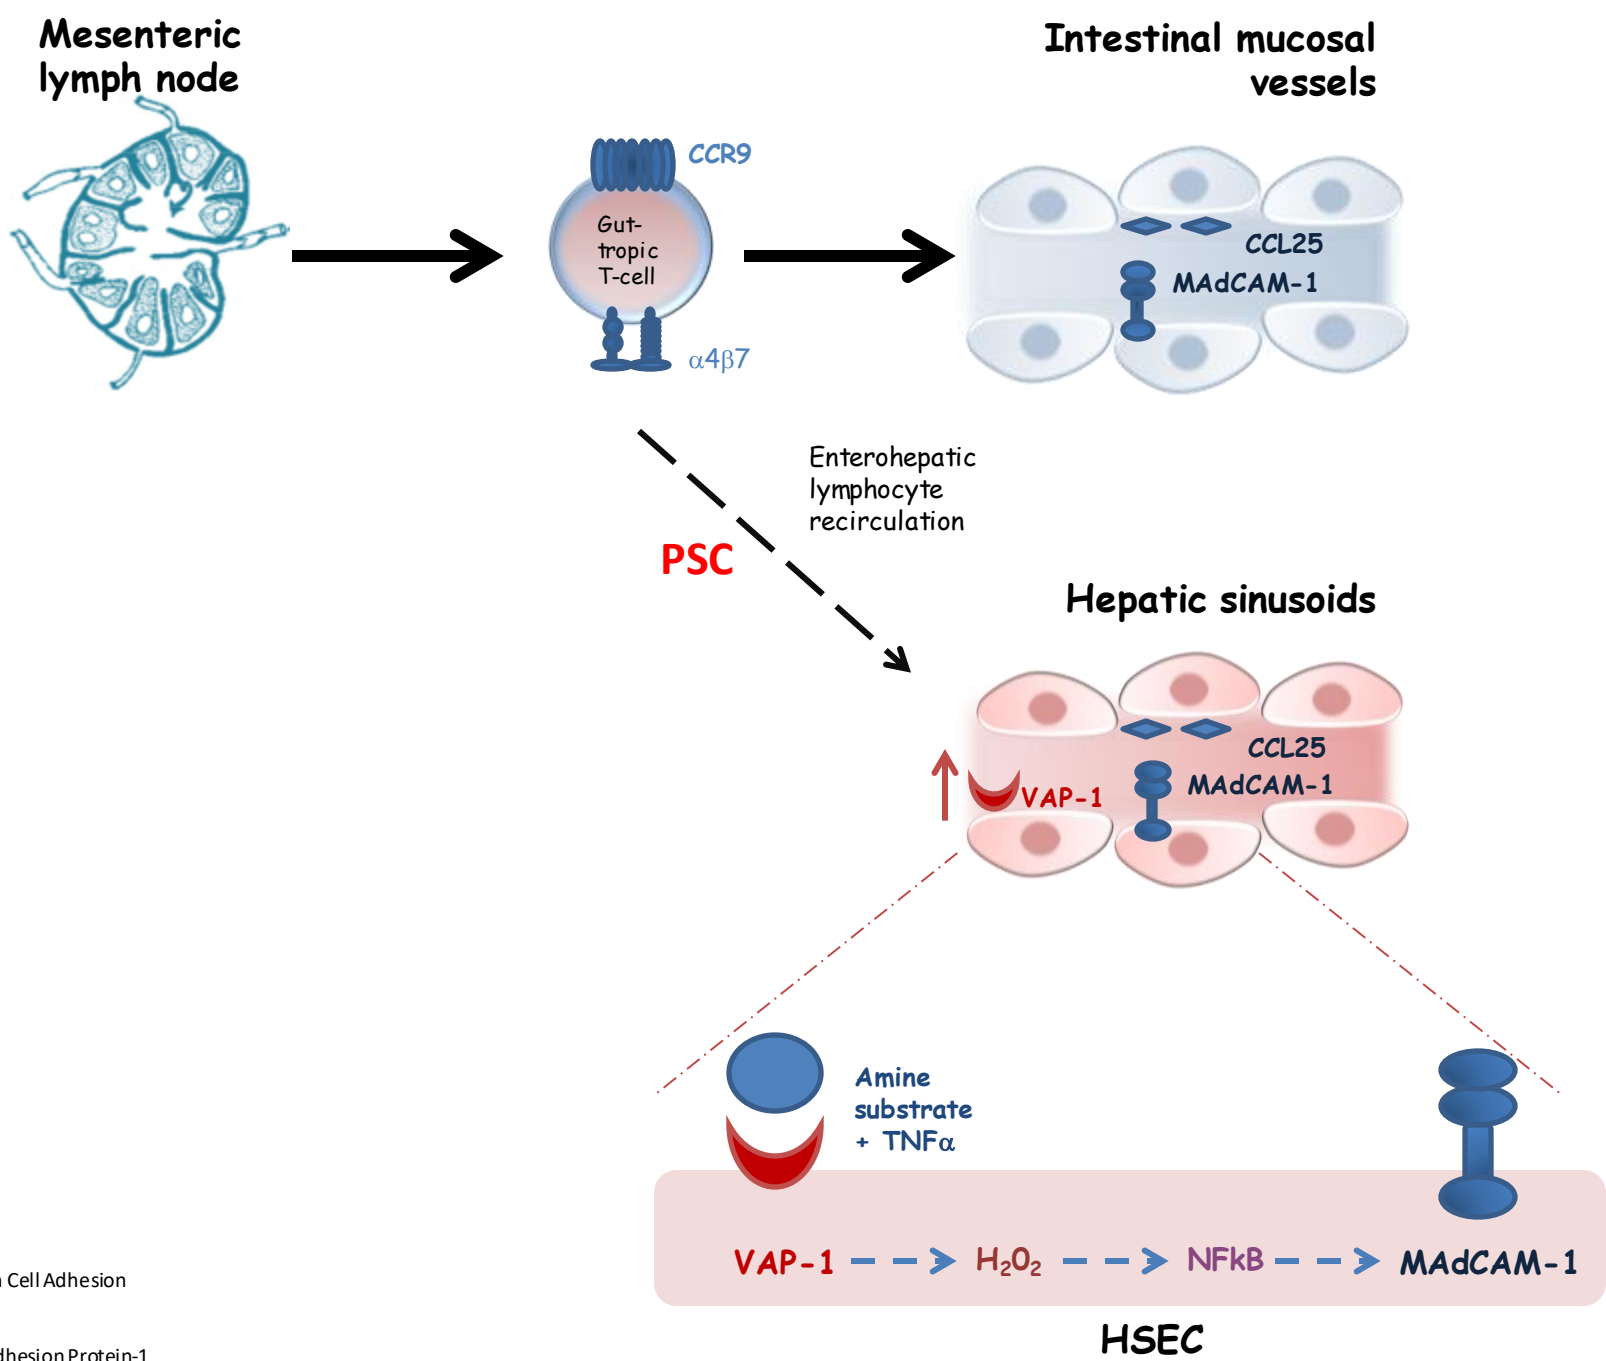 Mesenteric
lymph node
Intestinal mucosal
vessels
CCR9
Gut-
tropic
T-cell
α4β7
CCL25
MAdCAM-1
Enterohepatic
lymphocyte
recirculation
PSC
Hepatic sinusoids
CCL25
MAdCAM-1
VAP-1
Amine
substrate
+ TNFα
VAP-1
H₂O₂
NFkB
MAdCAM-1
HSEC
Cell Adhesion
Protein-1